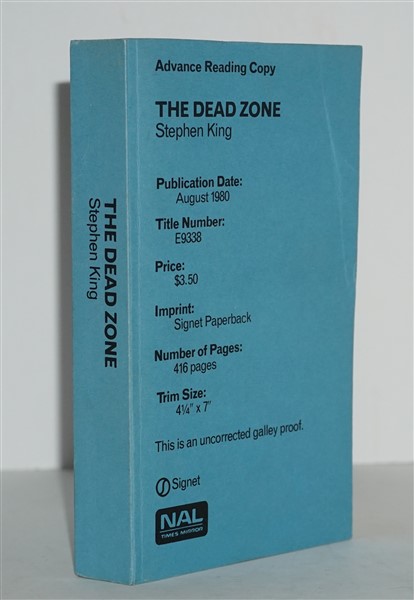 Advance Reading Copy
THE DEAD ZONE
Stephen King
Publication Date:
August 1980
Title Number:
E9338
Price:
$3.50
Imprint:
Signet Paperback
Number of Pages:
416 pages
Trim Size:
4¼" x 7"
This is an uncorrected galley proof.
Signet
NAL
TIMES MIRROR
THE DEAD ZONE
Stephen King